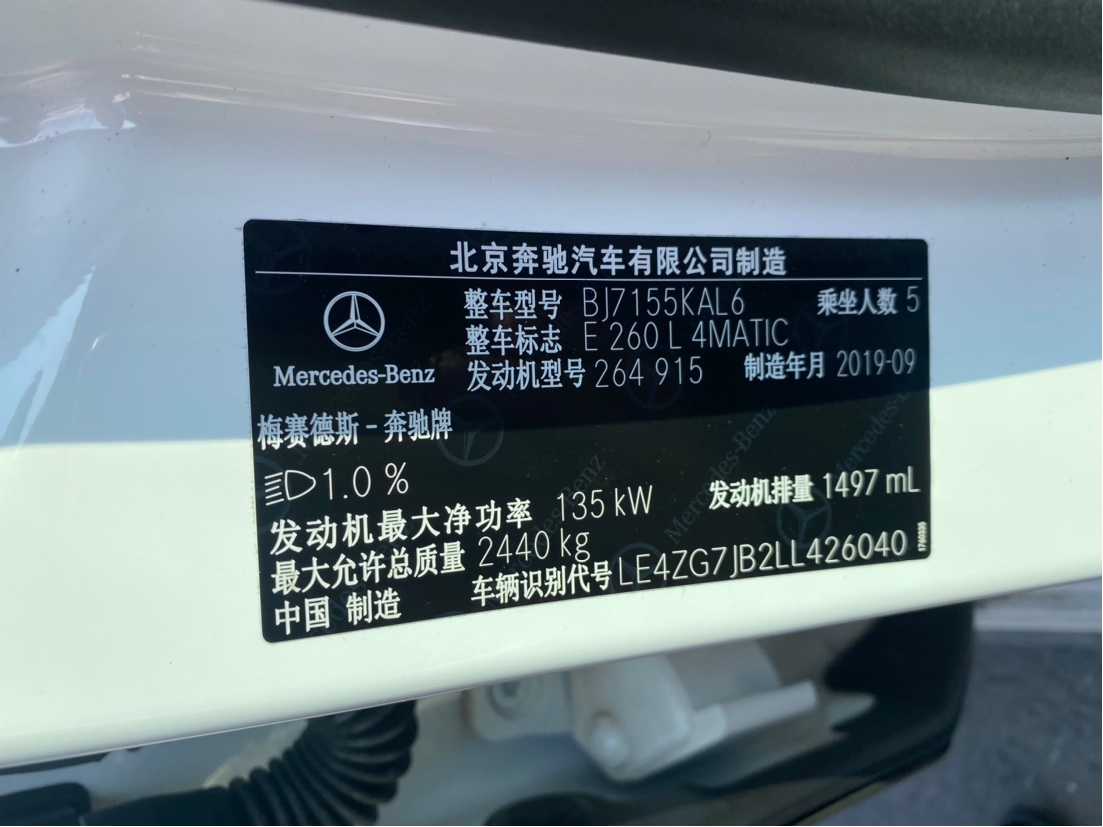 北京奔驰汽车有限公司制造
整车型号 BJ7155KAL6 乘坐人数 5
整车标志 E 260 L 4MATIC
发动机型号 264 915 制造年月 2019-09
Mercedes-Benz
梅赛德斯-奔驰牌
1.0 %
发动机最大净功率 135 kW 发动机排量 1497 mL
最大允许总质量 2440 kg
中国 制造 车辆识别代号 LE4ZG7JB2LL426040
Mercedes-Benz
Mercedes-Benz